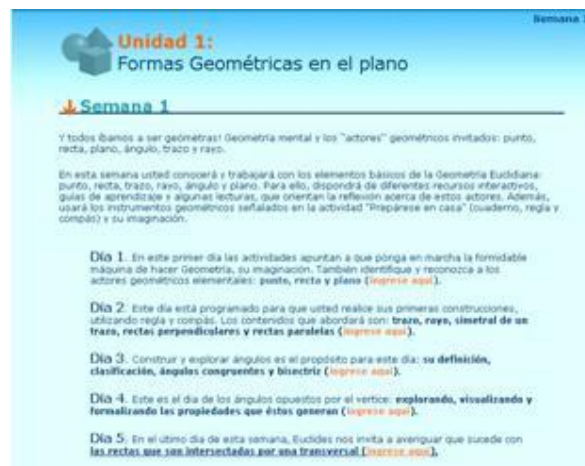 Semana 1
Unidad 1:
Formas Geométricas en el plano
Semana 1
Y todos íbamos a ser geómetras! Geometría mental y los "actores" geométricos invitados: punto,
recta, plano, ángulo, trazo y rayo.
En esta semana usted conocerá y trabajará con los elementos básicos de la Geometría Euclidiana:
punto, recta, trazo, rayo, ángulo y plano. Para ello, dispondrá de diferentes recursos interactivos,
guías de aprendizaje y algunas lecturas, que orientan la reflexión acerca de estos actores. Además,
usará los instrumentos geométricos señalados en la actividad "Prepárese en casa" (cuaderno, regla y
compás) y su imaginación.
Día 1. En este primer día las actividades apuntan a que ponga en marcha la formidable
máquina de hacer Geometría, su imaginación. También identifique y reconozca a los
actores geométricos elementales: punto, recta y plano (ingrese aquí).
Día 2. Este día está programado para que usted realice sus primeras construcciones,
utilizando regla y compás. Los contenidos que abordará son: trazo, rayo, simetral de un
trazo, rectas perpendiculares y rectas paralelas (ingrese aquí).
Día 3. Construir y explorar ángulos es el propósito para este día: su definición,
clasificación, ángulos congruentes y bisectriz (ingrese aquí).
Día 4. Este es el día de los ángulos opuestos por el vertice: explorando, visualizando y
formalizando las propiedades que éstos generan (ingrese aquí).
Día 5. En el útimo dia de esta semana, Euclides nos invita a averiguar que sucede con
las rectas que son intersectadas por una transversal (ingrese aquí).